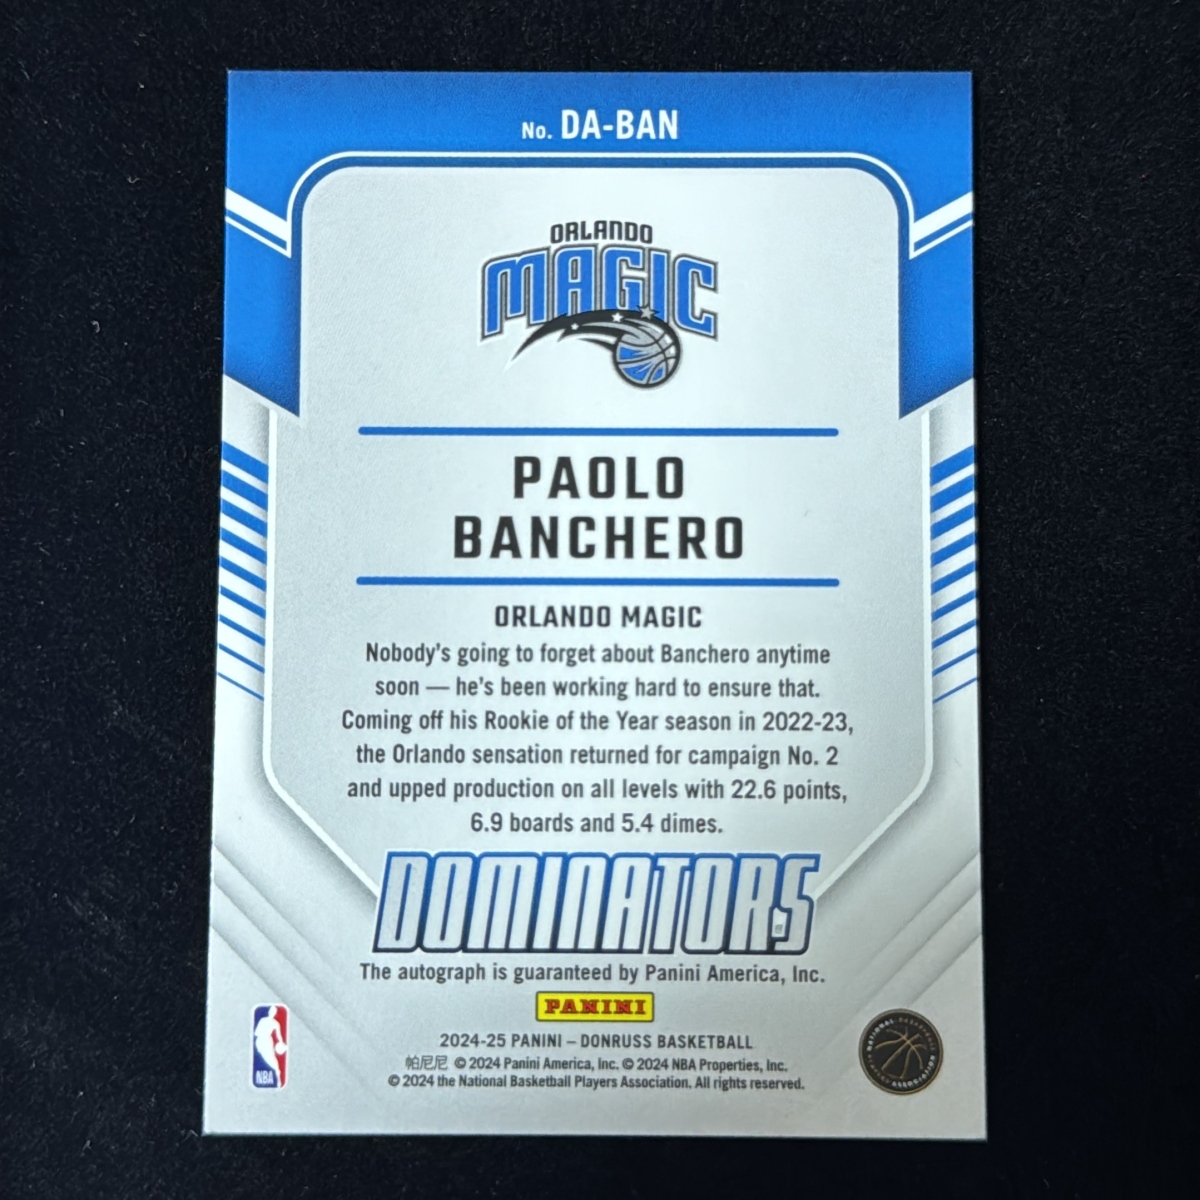 No. DA-BAN
ORLANDO
MAGIC
PAOLO
BANCHERO
ORLANDO MAGIC
Nobody's going to forget about Banchero anytime
soon — he's been working hard to ensure that.
Coming off his Rookie of the Year season in 2022-23,
the Orlando sensation returned for campaign No. 2
and upped production on all levels with 22.6 points,
6.9 boards and 5.4 dimes.
DOMINATORS
The autograph is guaranteed by Panini America, Inc.
PANINI
2024-25 PANINI – DONRUSS BASKETBALL
帕尼尼 © 2024 Panini America, Inc. © 2024 NBA Properties, Inc.
© 2024 the National Basketball Players Association. All rights reserved.
NBA
NATIONAL BASKETBALL
ASSOCIATION